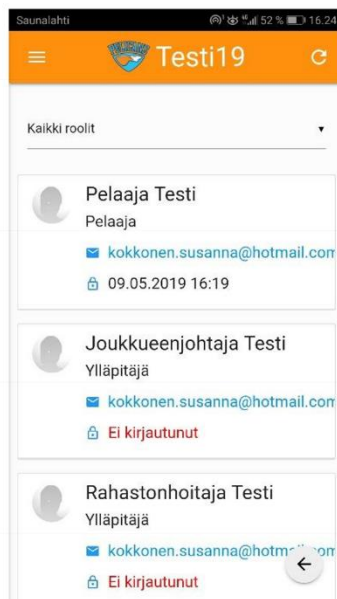 Saunalahti 52 % 16.24
Testi19
Kaikki roolit
Pelaaja Testi
Pelaaja
kokkonen.susanna@hotmail.com
09.05.2019 16:19
Joukkueenjohtaja Testi
Ylläpitäjä
kokkonen.susanna@hotmail.com
Ei kirjautunut
Rahastonhoitaja Testi
Ylläpitäjä
kokkonen.susanna@hotm
Ei kirjautunut